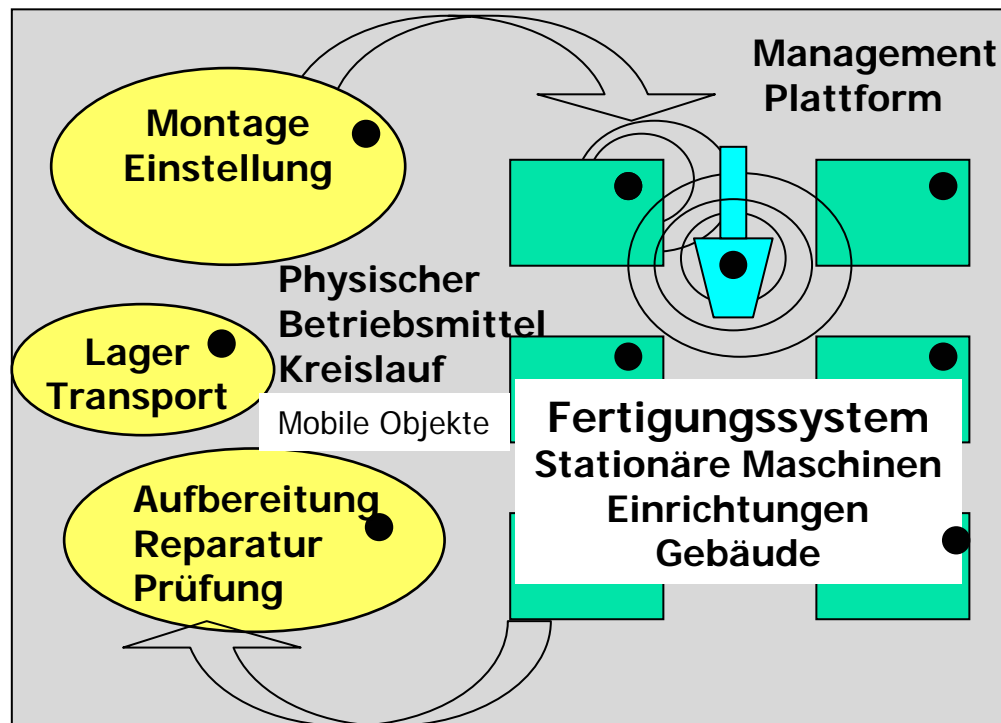 Management
Plattform
Montage
Einstellung
Physischer
Betriebsmittel
Kreislauf
Mobile Objekte
Lager
Transport
Fertigungssystem
Stationäre Maschinen
Einrichtungen
Gebäude
Aufbereitung
Reparatur
Prüfung